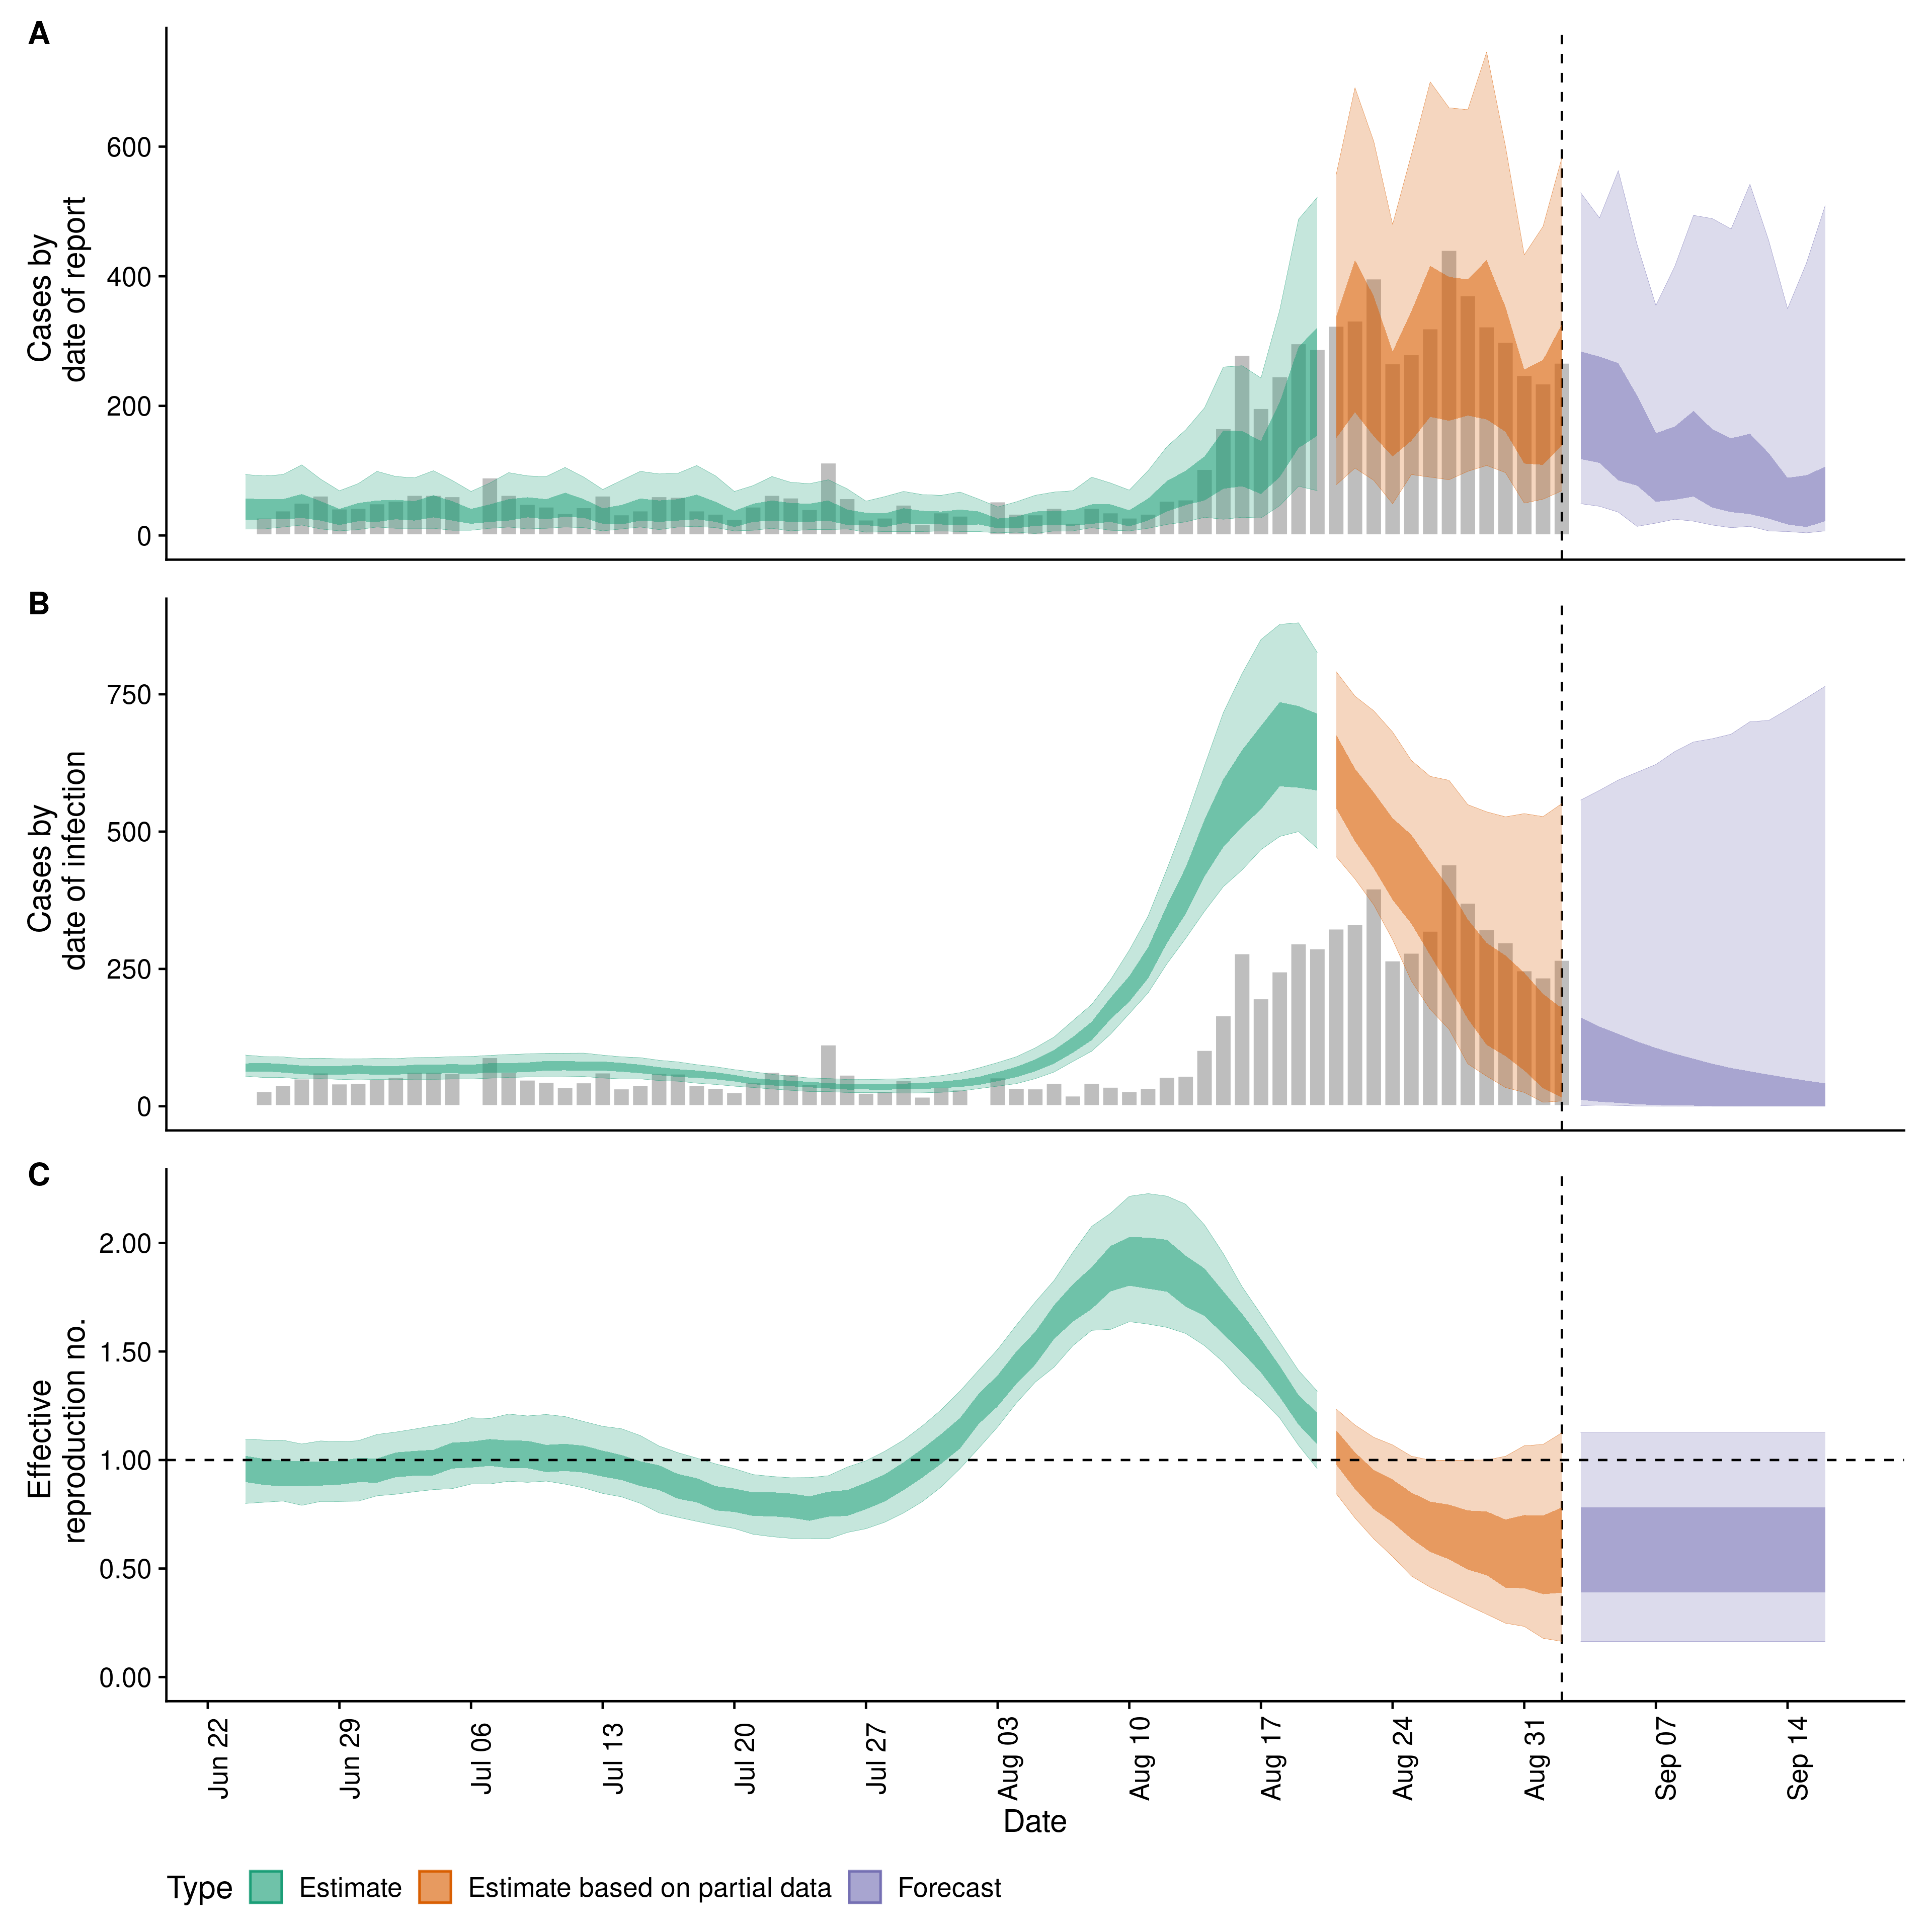 A
Cases by
date of report
600
400
200
0
B
Cases by
date of infection
750
500
250
0
C
Effective
reproduction no.
2.00
1.50
1.00
0.50
0.00
Jun 22
Jun 29
Jul 06
Jul 13
Jul 20
Jul 27
Aug 03
Aug 10
Aug 17
Aug 24
Aug 31
Sep 07
Sep 14
Date
Type Estimate Estimate based on partial data Forecast